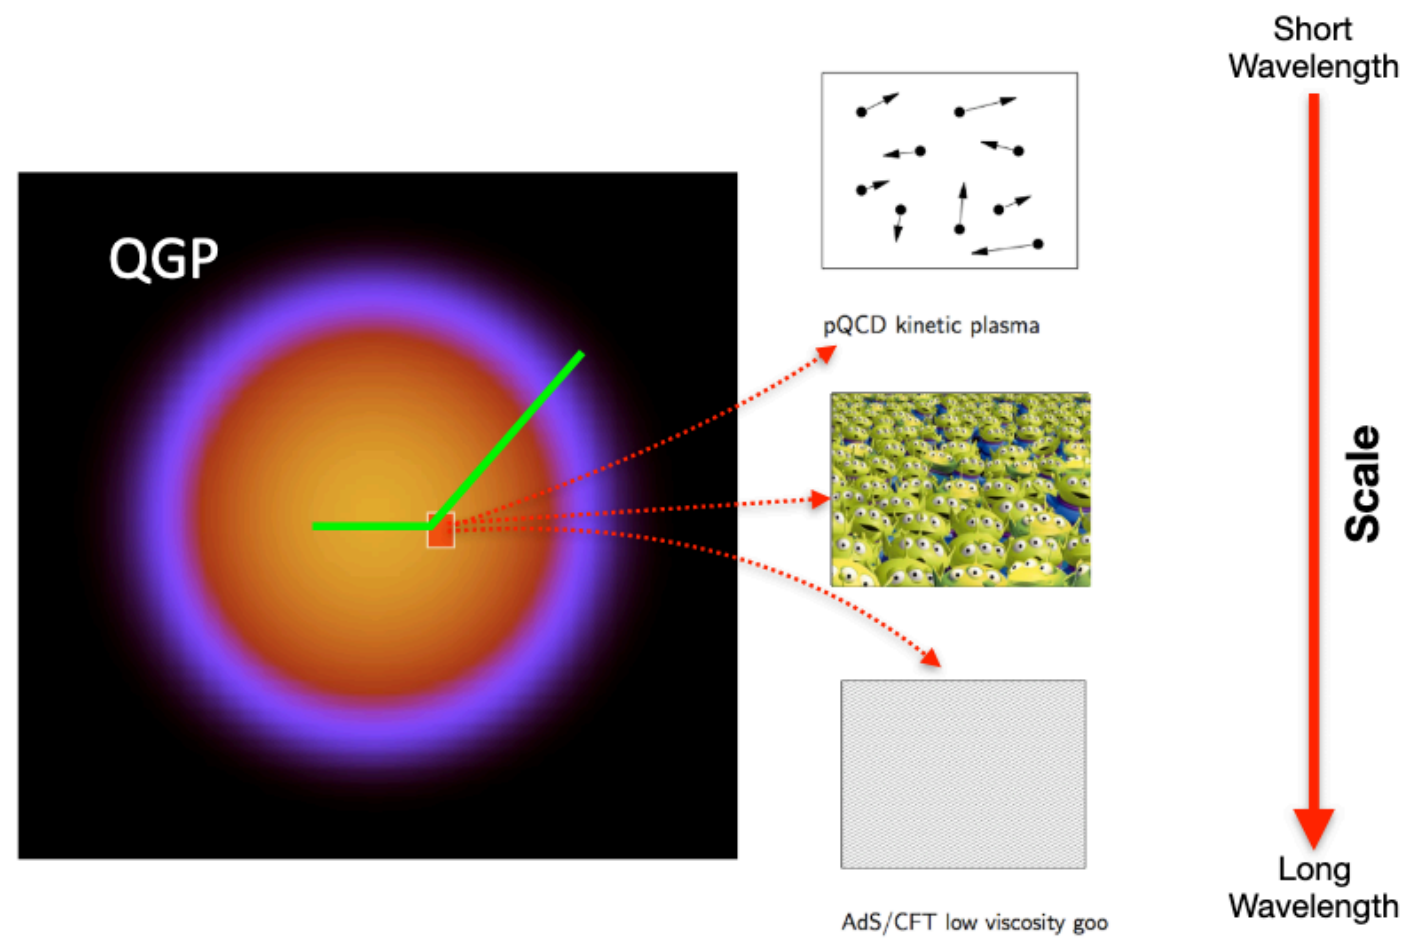 Short
Wavelength
QGP
pQCD kinetic plasma
Scale
Long
Wavelength
AdS/CFT low viscosity goo